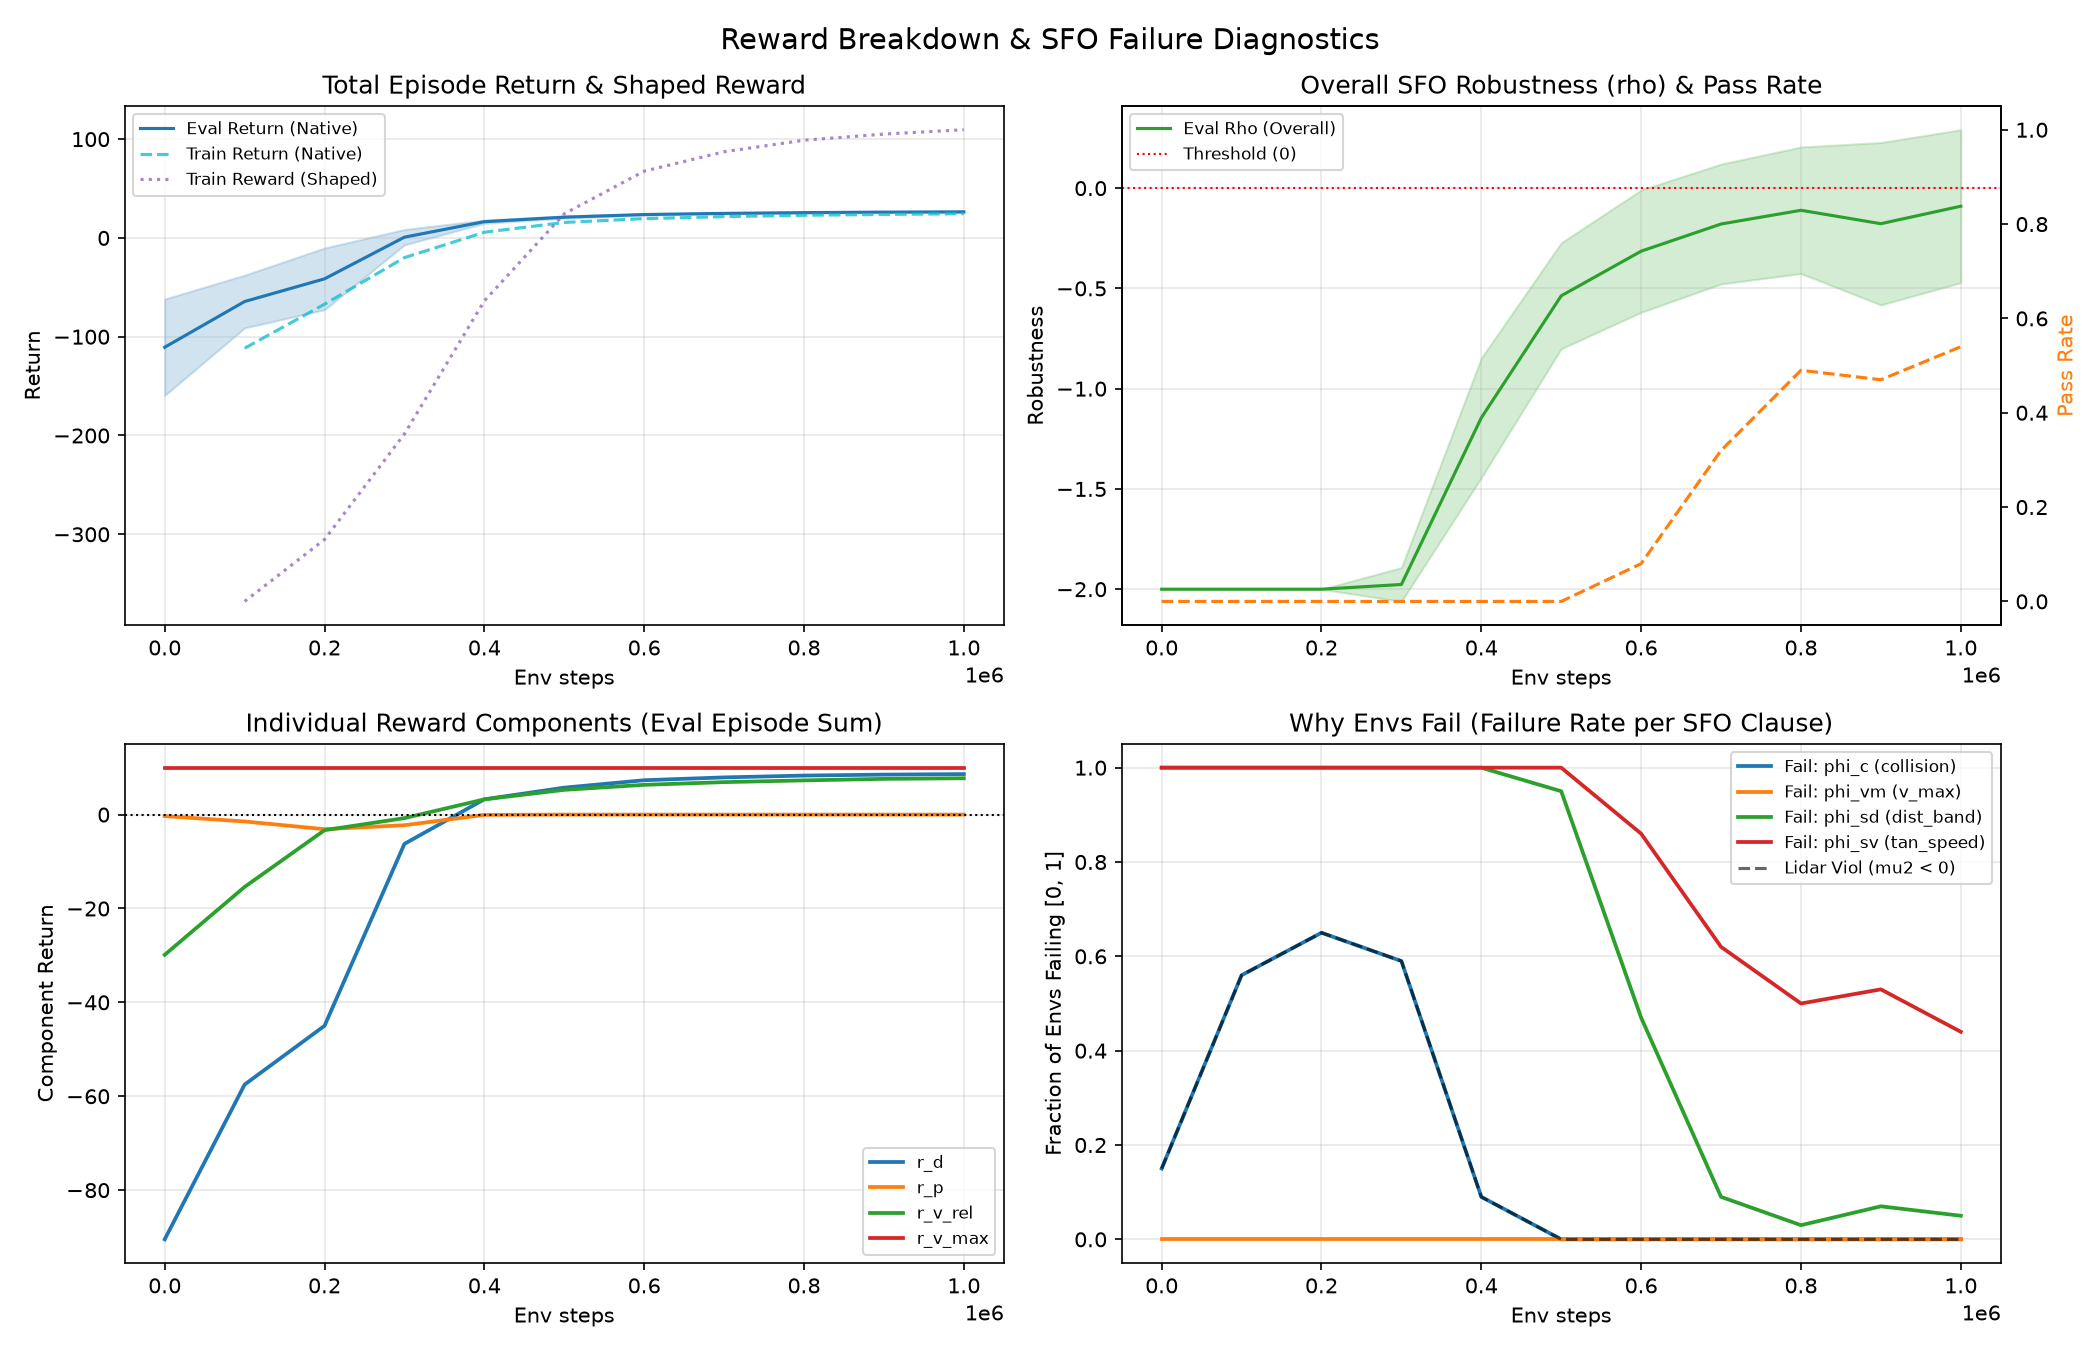 Reward Breakdown & SFO Failure Diagnostics
Total Episode Return & Shaped Reward
Eval Return (Native)
Train Return (Native)
Train Reward (Shaped)
100
0
−100
−200
−300
Return
0.0 0.2 0.4 0.6 0.8 1.0
1e6
Env steps
Overall SFO Robustness (rho) & Pass Rate
Eval Rho (Overall)
Threshold (0)
0.0
−0.5
−1.0
−1.5
−2.0
Robustness
1.0
0.8
0.6
0.4
0.2
0.0
Pass Rate
0.0 0.2 0.4 0.6 0.8 1.0
1e6
Env steps
Individual Reward Components (Eval Episode Sum)
0
−20
−40
−60
−80
Component Return
r_d
r_p
r_v_rel
r_v_max
0.0 0.2 0.4 0.6 0.8 1.0
1e6
Env steps
Why Envs Fail (Failure Rate per SFO Clause)
Fail: phi_c (collision)
Fail: phi_vm (v_max)
Fail: phi_sd (dist_band)
Fail: phi_sv (tan_speed)
Lidar Viol (mu2 < 0)
1.0
0.8
0.6
0.4
0.2
0.0
Fraction of Envs Failing [0, 1]
0.0 0.2 0.4 0.6 0.8 1.0
1e6
Env steps